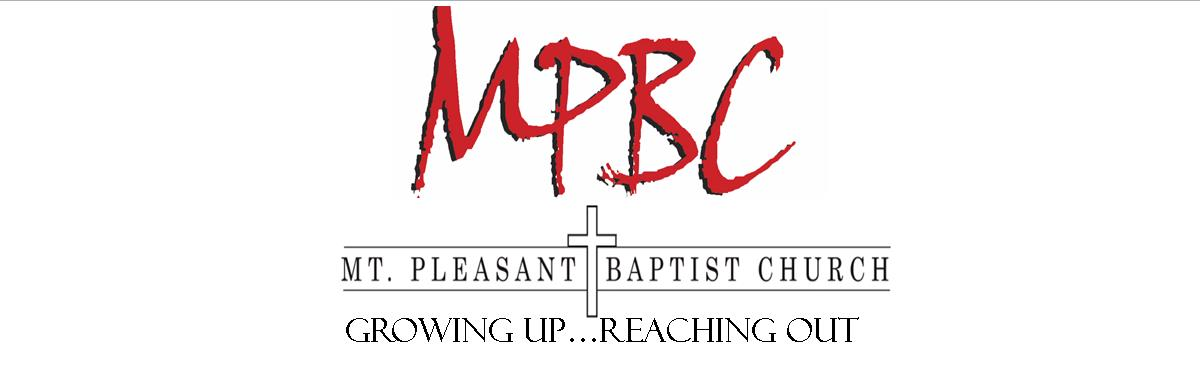 MPBC
MT. PLEASANT BAPTIST CHURCH
GROWING UP...REACHING OUT